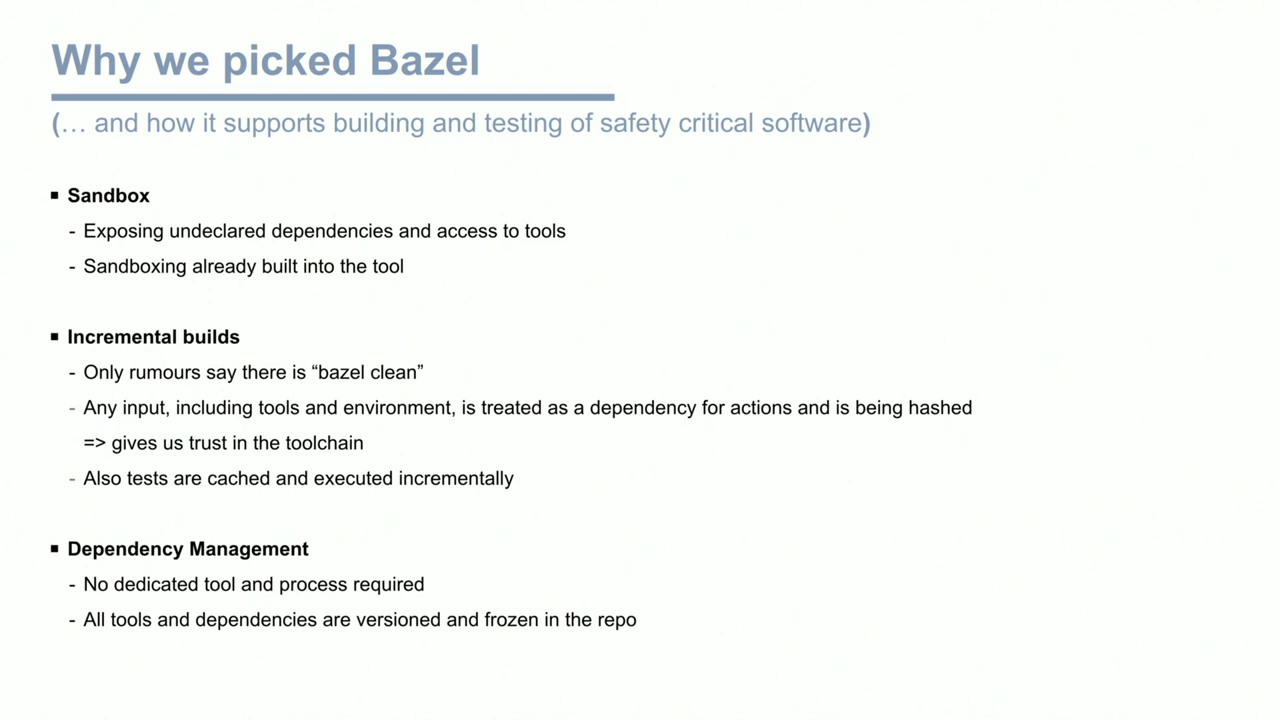 Why we picked Bazel
(… and how it supports building and testing of safety critical software)
▪ Sandbox
- Exposing undeclared dependencies and access to tools
- Sandboxing already built into the tool
▪ Incremental builds
- Only rumours say there is “bazel clean”
- Any input, including tools and environment, is treated as a dependency for actions and is being hashed
=> gives us trust in the toolchain
- Also tests are cached and executed incrementally
▪ Dependency Management
- No dedicated tool and process required
- All tools and dependencies are versioned and frozen in the repo